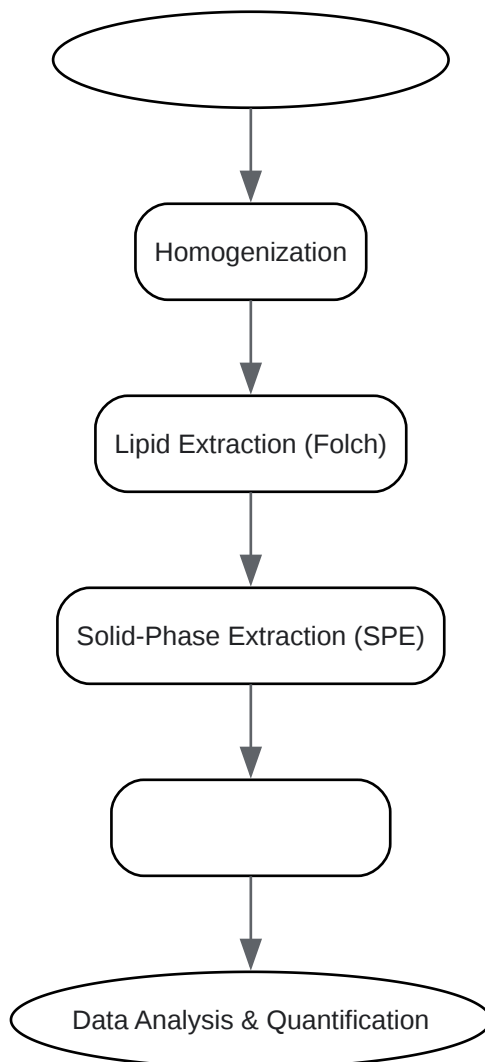 Homogenization
Lipid Extraction (Folch)
Solid-Phase Extraction (SPE)
Data Analysis & Quantification